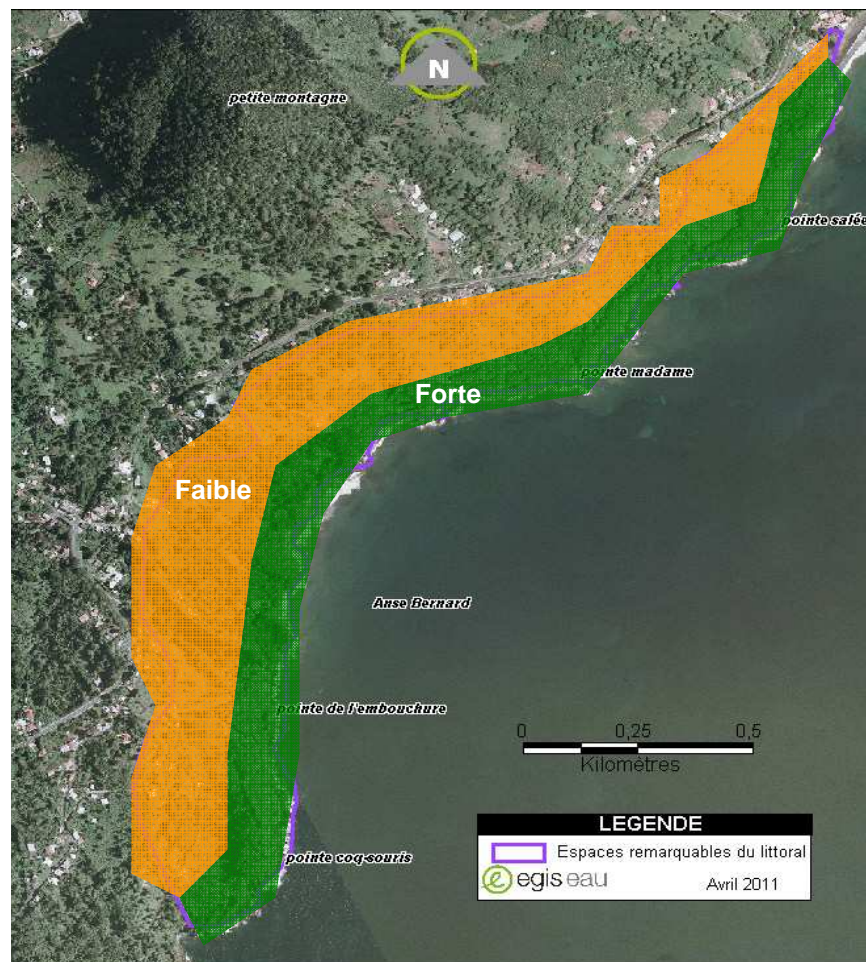 N
petite montagne
pointe salée
pointe madame
Forte
Faible
Anse Bernard
pointe de l'embouchure
0 0,25 0,5
Kilomètres
pointe coq-souris
LEGENDE
Espaces remarquables du littoral
e egis eau
Avril 2011